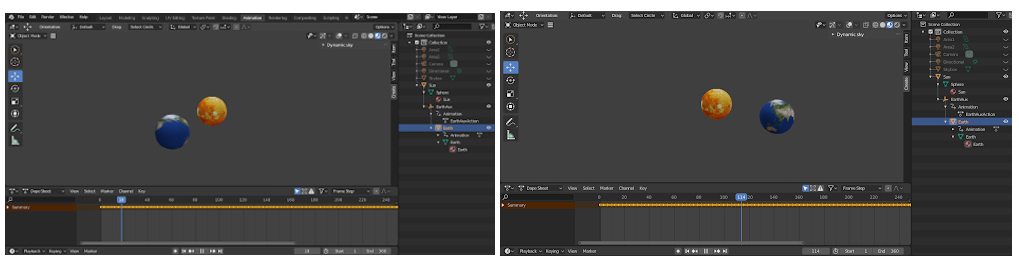 File Edit Render Window Help Layout Modeling Sculpting UV Editing Texture Paint Shading Animation Rendering Compositing Scripting Scene View Layer
Orientation Default Drag Select Circle Global Options
Object Mode
Dynamic sky
Item
Tool
View
Create
Scene Collection
Collection
Area1
Area2
Camera
Directional
Skybox
Sun
Sphere
Sun
EarthAux
Animation
EarthAuxAction
Earth
Animation
Earth
Earth
Dope Sheet View Select Marker Channel Key Frame Step
0 20 40 60 80 100 120 140 160 180 200 220 240
Summary
Playback Keying View Marker Start 1 End 360
Orientation Default Drag Select Circle Global Options
Object Mode
Dynamic sky
Item
Tool
View
Create
Scene Collection
Collection
Area1
Area2
Camera
Directional
Skybox
Sun
Sphere
Sun
EarthAux
Animation
EarthAuxAction
Earth
Animation
Earth
Earth
Dope Sheet View Select Marker Channel Key Frame Step
0 20 40 60 80 100 114 140 160 180 200 220 240
Summary
Playback Keying View Marker 114 Start 1 End 360